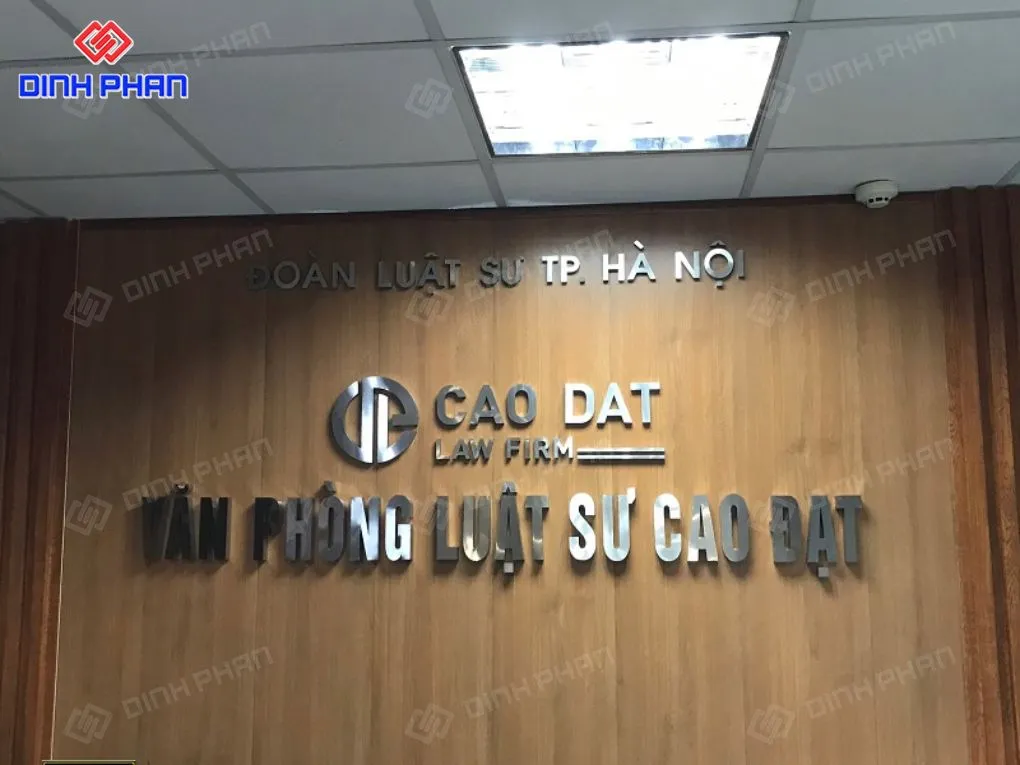 DINH PHAN
ĐOÀN LUẬT SƯ TP. HÀ NỘI
CAO DAT
LAW FIRM
VĂN PHÒNG LUẬT SƯ CAO ĐẠT